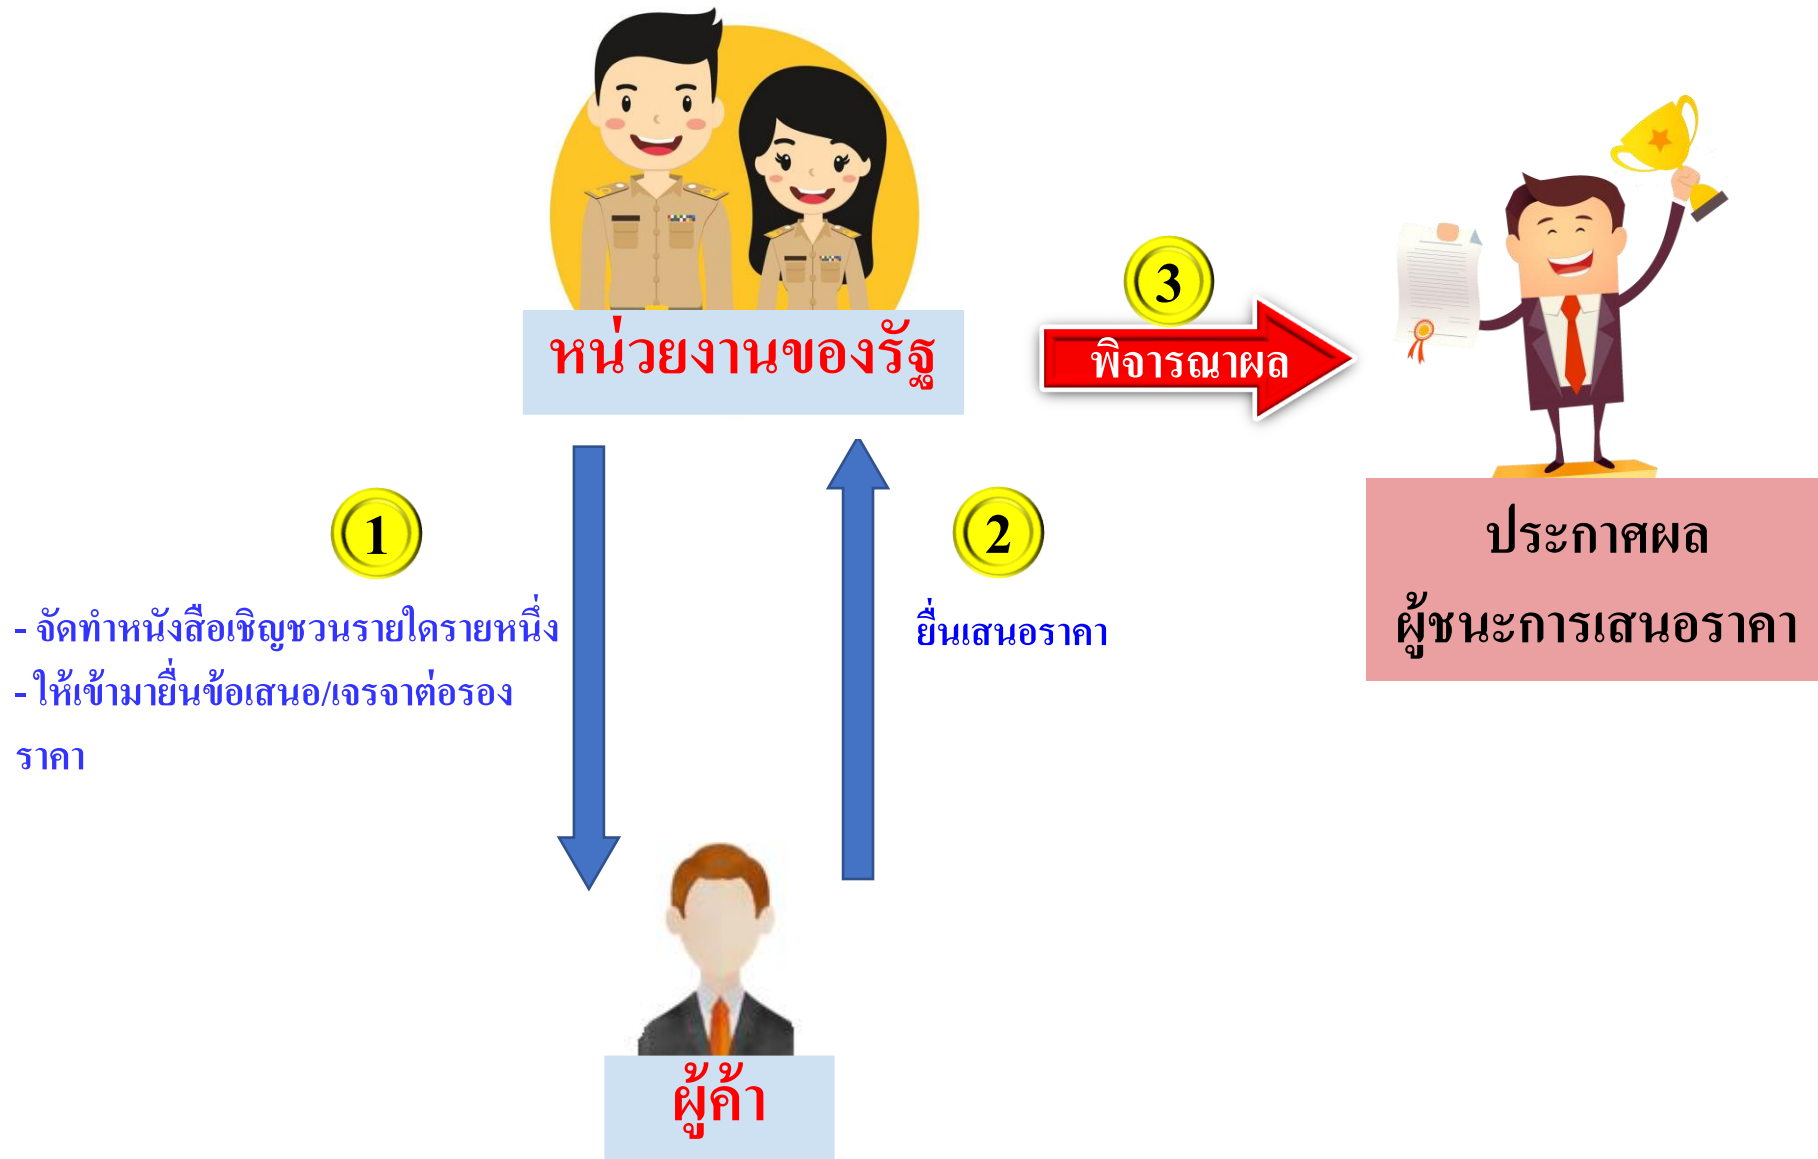 หน่วยงานของรัฐ
3
พิจารณาผล
1
- จัดทำหนังสือเชิญชวนรายใดรายหนึ่ง
- ให้เข้ามายื่นข้อเสนอ/เจรจาต่อรอง
ราคา
2
ยื่นเสนอราคา
ประกาศผล
ผู้ชนะการเสนอราคา
ผู้ค้า